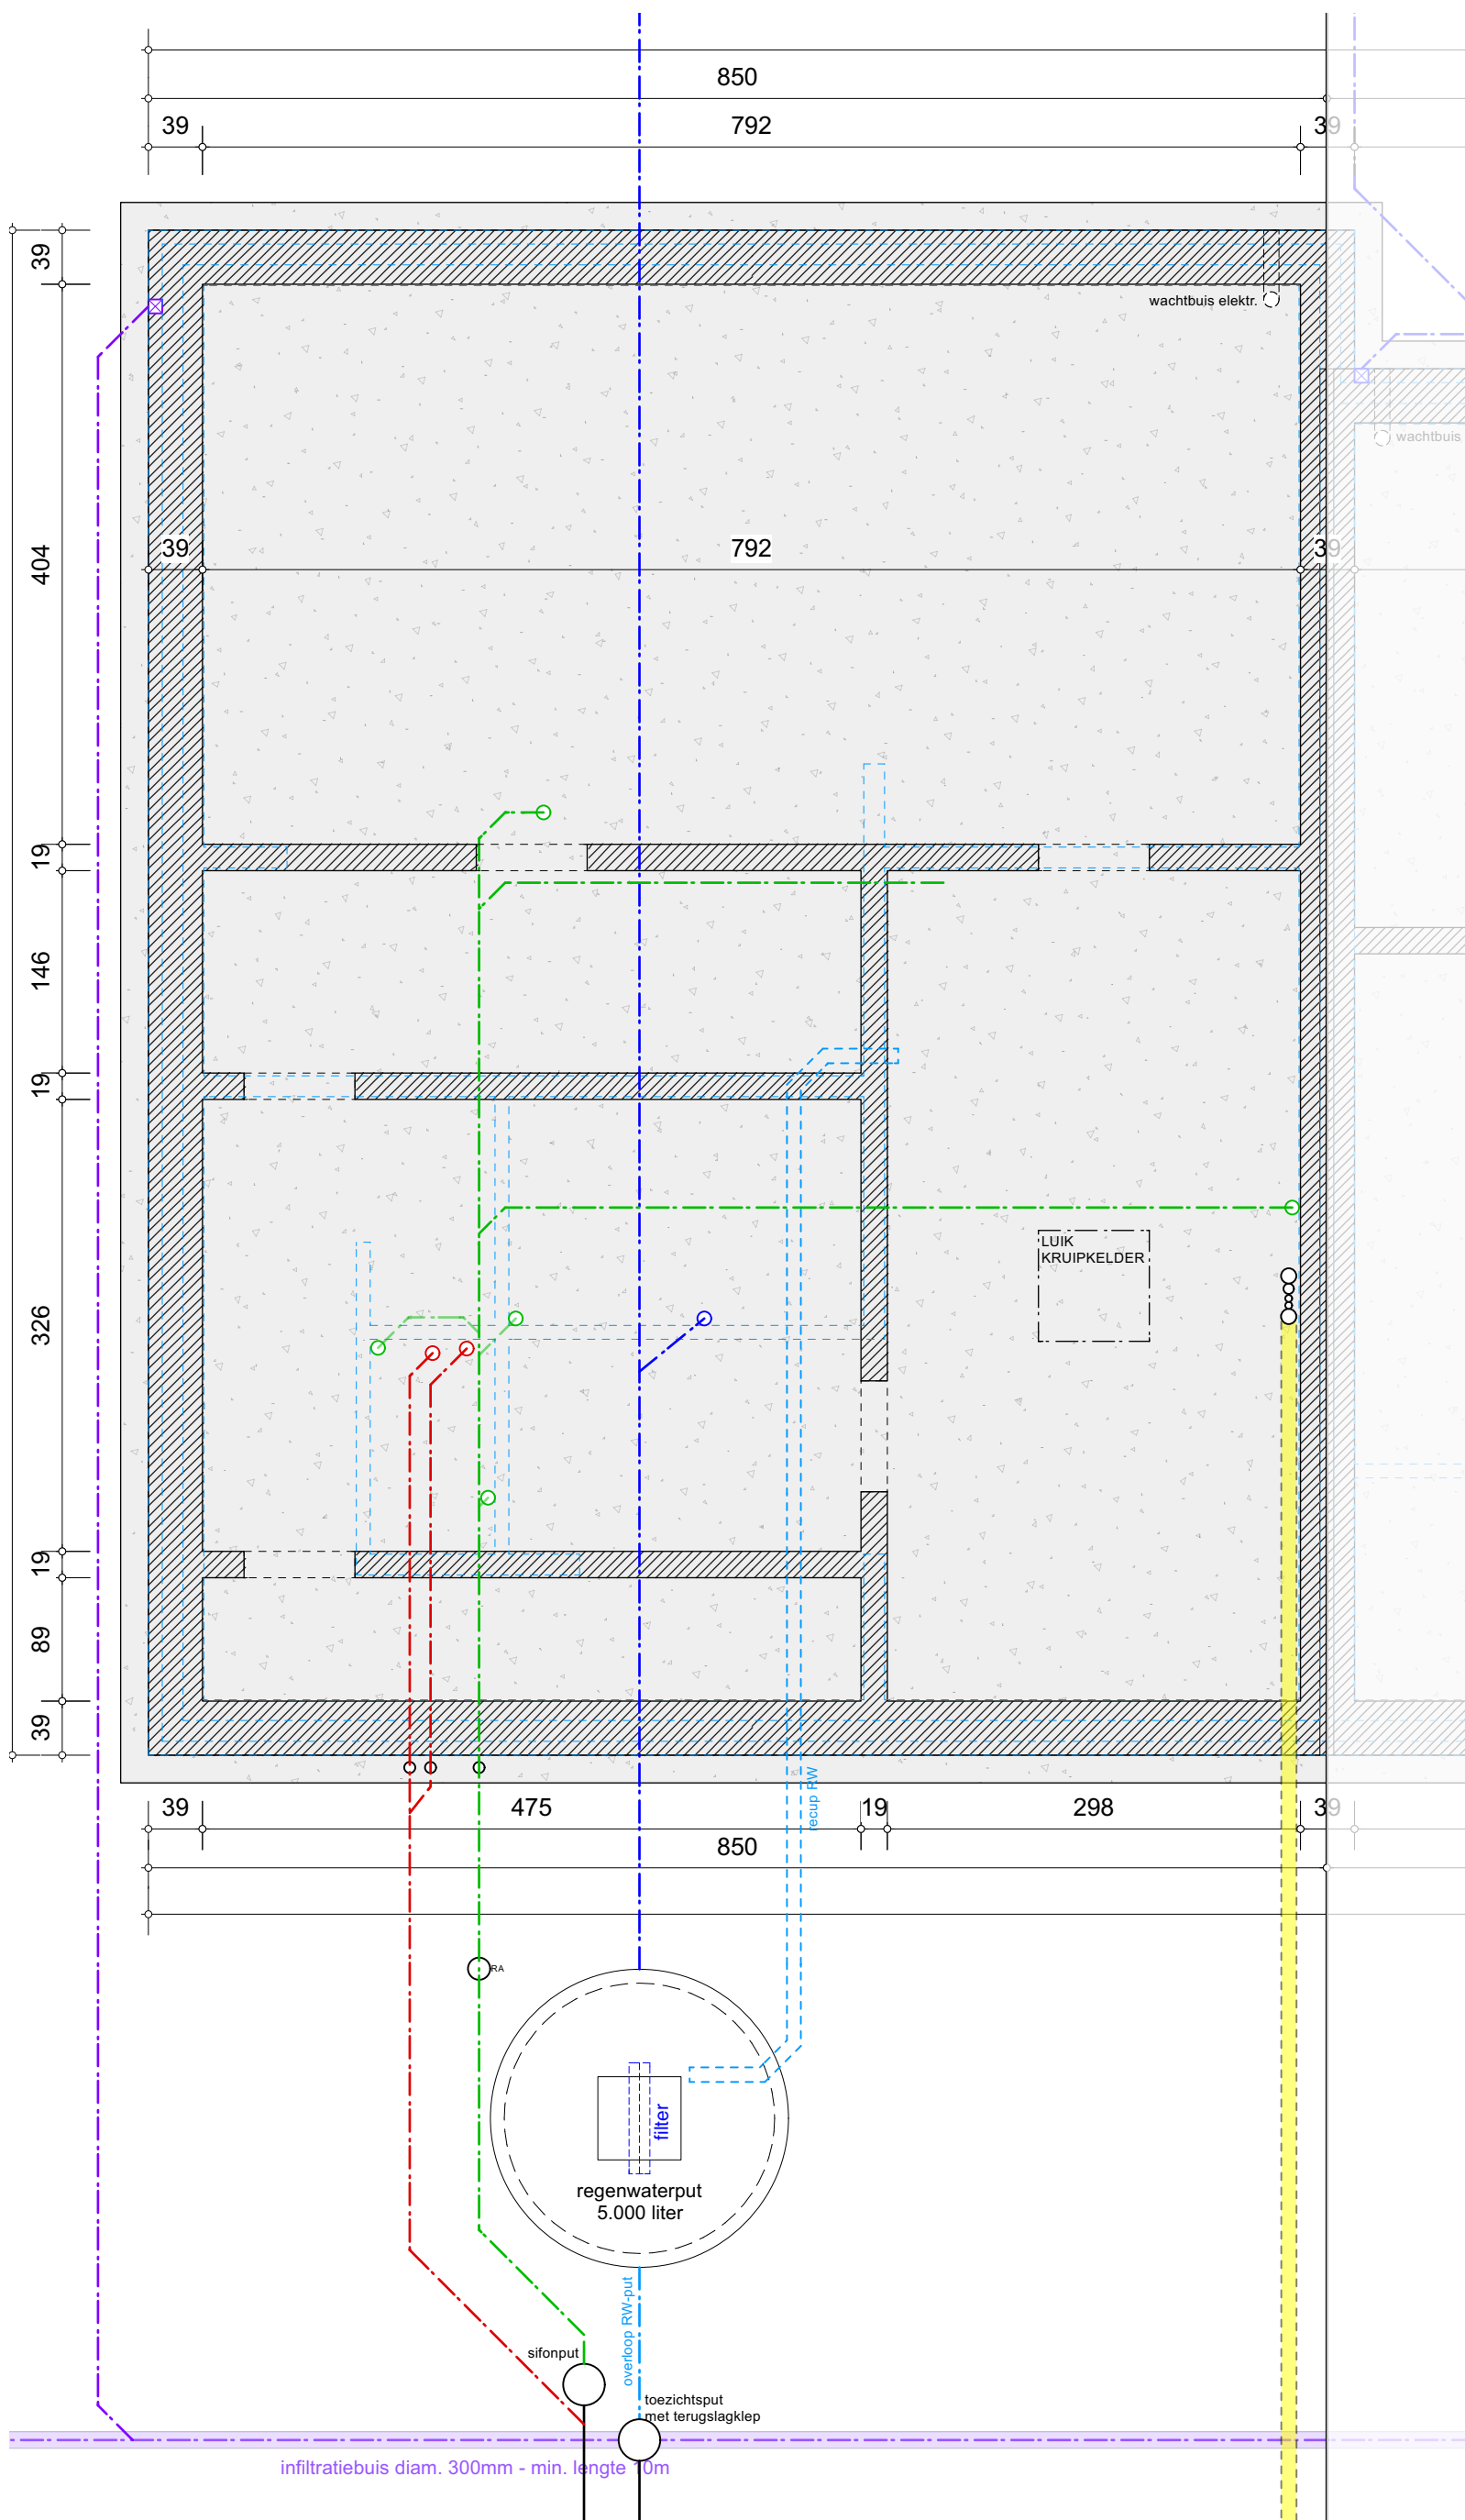 850
39 792 39
39
wachtbuis elektr.
wachtbuis
404
39 792 39
19
146
19
LUIK
KRUIPKELDER
326
19
89
39
39 475 19 298 39
recup RW
850
RA
filter
regenwaterput
5.000 liter
overloop RW-put
sifonput
toezichtsput
met terugslagklep
infiltratiebuis diam. 300mm - min. lengte 10m